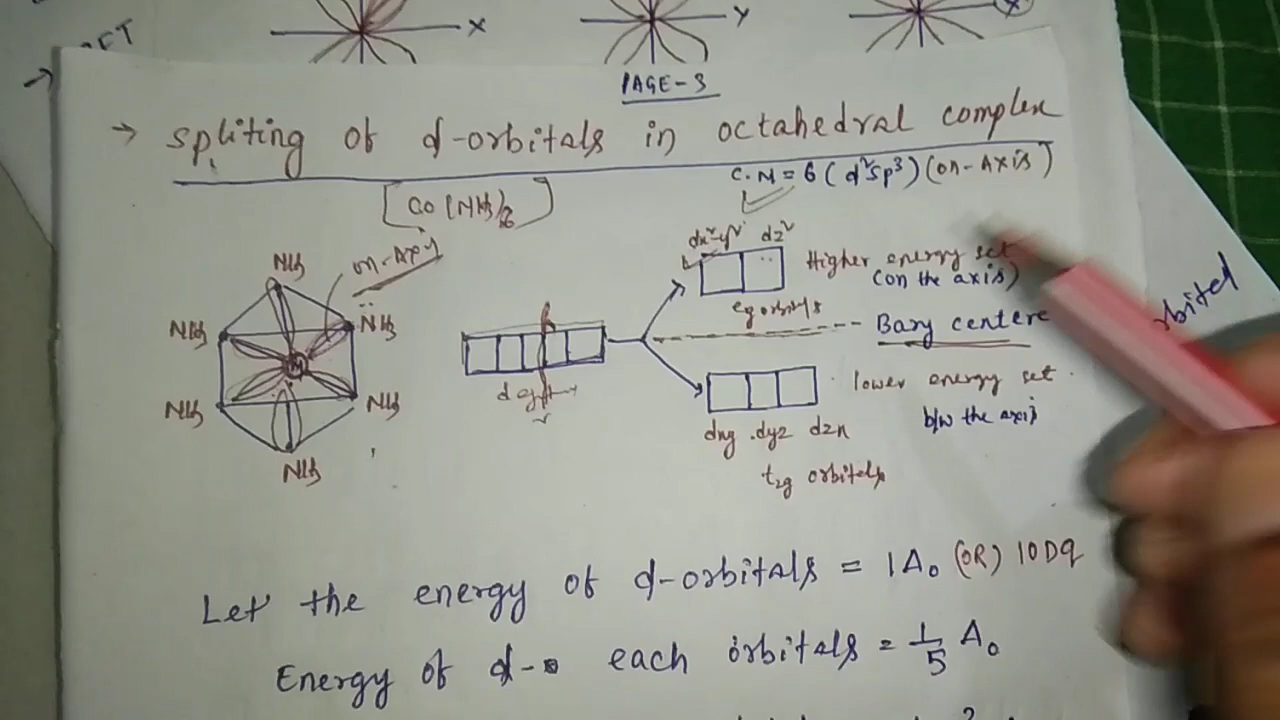 CFT
X
Y
X
PAGE-3
→ spliting of d-orbitals in octahedral complex
C.N = 6 (d²sp³) (on-Axis)
[Co(NH₃)₆]
on-Axis
NH₃
NH₃
NH₃
NH₃
NH₃
NH₃
dx²-y² dz²
Higher energy set
(on the axis)
eg orbitals
Bary centere
lower energy set
b/w the axis
dxy dyz dzx
t₂g orbitels
orbitel
Let the energy of d-orbitals = 1Δ₀ (OR) 10Dq
Energy of d- each orbitals = 1/5 Δ₀